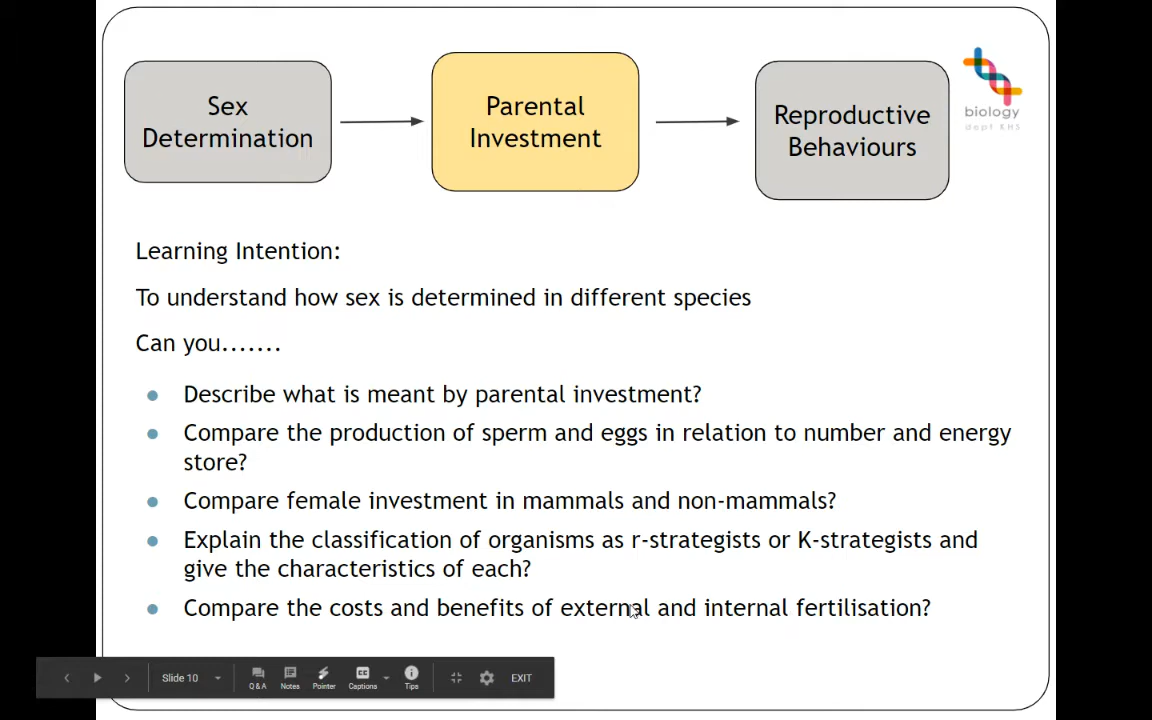 Sex
Determination
Parental
Investment
Reproductive
Behaviours
biology
dept KHS
Learning Intention:
To understand how sex is determined in different species
Can you.......
Describe what is meant by parental investment?
Compare the production of sperm and eggs in relation to number and energy
store?
Compare female investment in mammals and non-mammals?
Explain the classification of organisms as r-strategists or K-strategists and
give the characteristics of each?
Compare the costs and benefits of external and internal fertilisation?
Slide 10
Q & A
Notes
Pointer
CC
Captions
Tips
EXIT